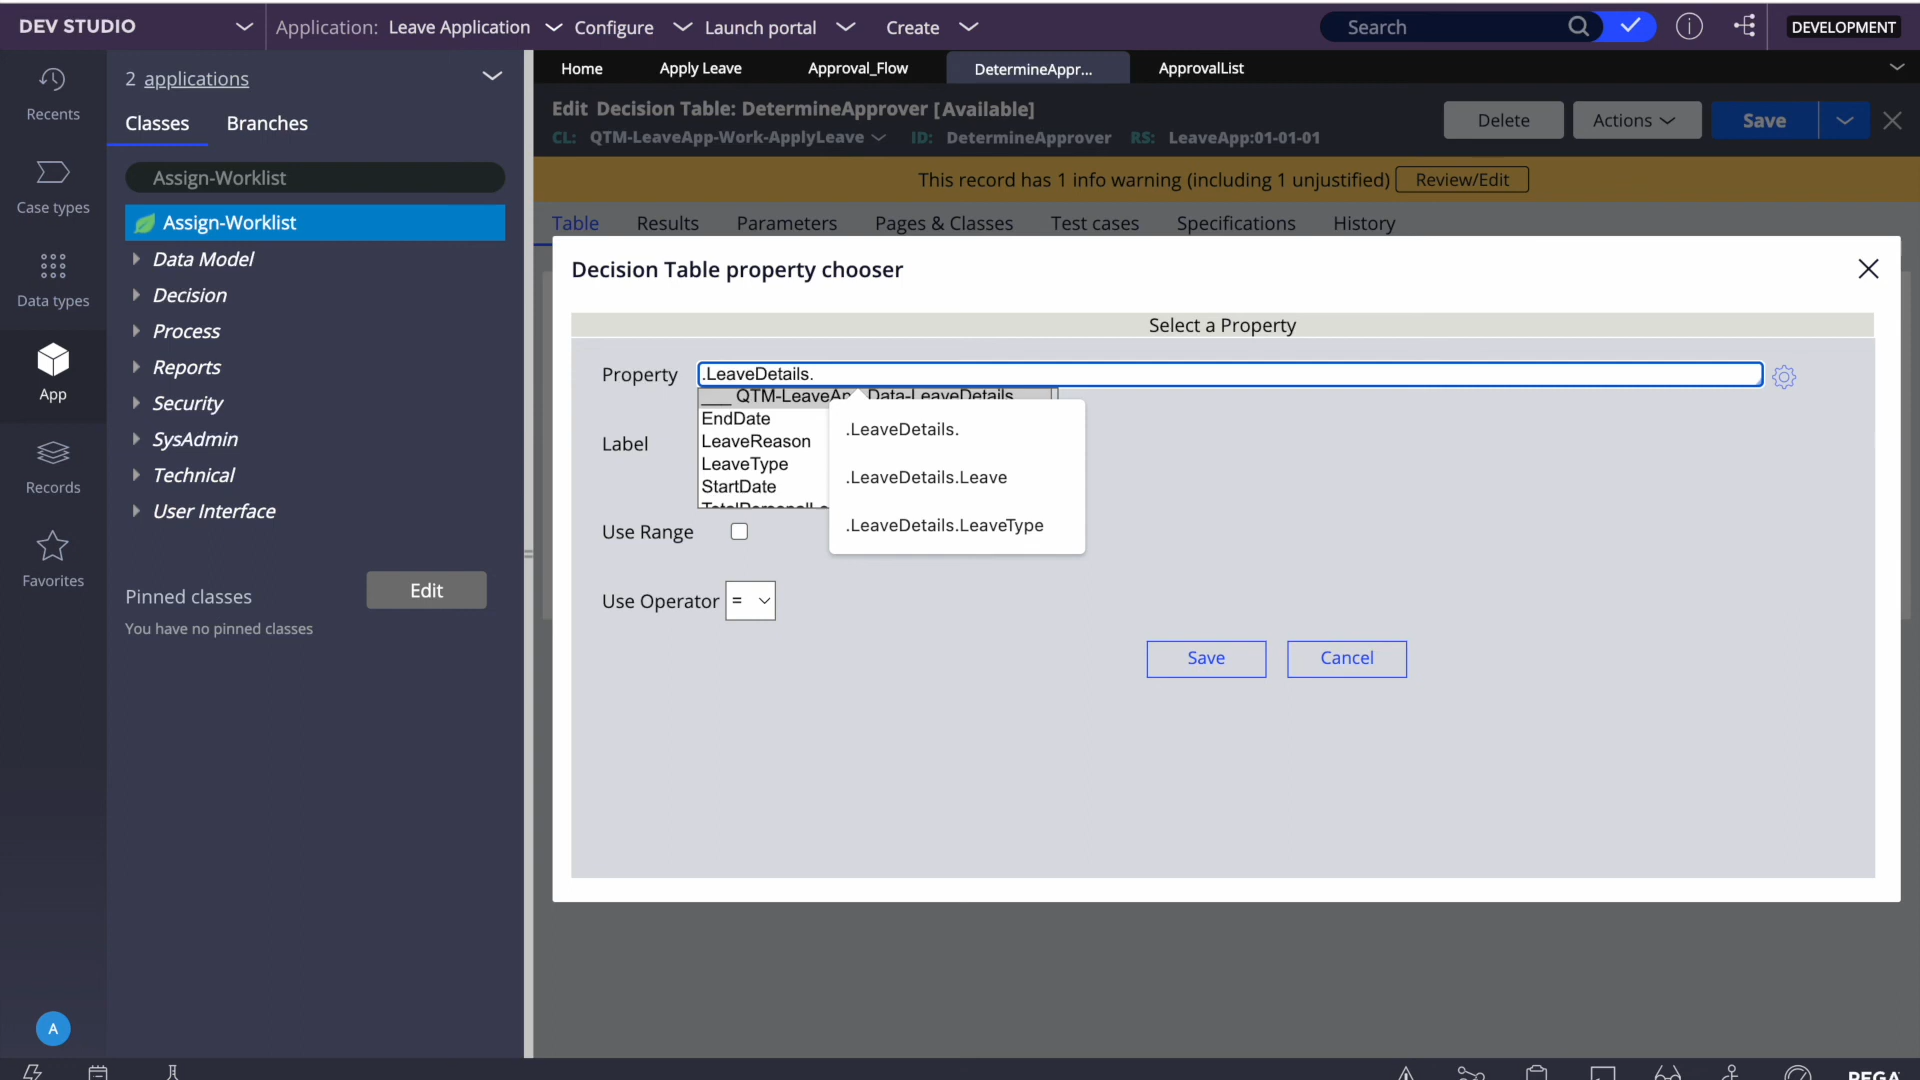 DEV STUDIO
Application: Leave Application
Configure
Launch portal
Create
Search
DEVELOPMENT
Recents
Case types
Data types
App
Records
Favorites
A
2 applications
Classes
Branches
Assign-Worklist
Assign-Worklist
Data Model
Decision
Process
Reports
Security
SysAdmin
Technical
User Interface
Pinned classes
Edit
You have no pinned classes
Home
Apply Leave
Approval_Flow
DetermineAppr...
ApprovalList
Edit Decision Table: DetermineApprover [Available]
CL: QTM-LeaveApp-Work-ApplyLeave ID: DetermineApprover RS: LeaveApp:01-01-01
Delete
Actions
Save
This record has 1 info warning (including 1 unjustified)
Review/Edit
Table
Results
Parameters
Pages & Classes
Test cases
Specifications
History
Decision Table property chooser
Select a Property
Property
.LeaveDetails.
Data-LeaveDetails
EndDate
LeaveReason
LeaveType
StartDate
.LeaveDetails.
.LeaveDetails.Leave
.LeaveDetails.LeaveType
Label
Use Range
Use Operator =
Save
Cancel
PEGA